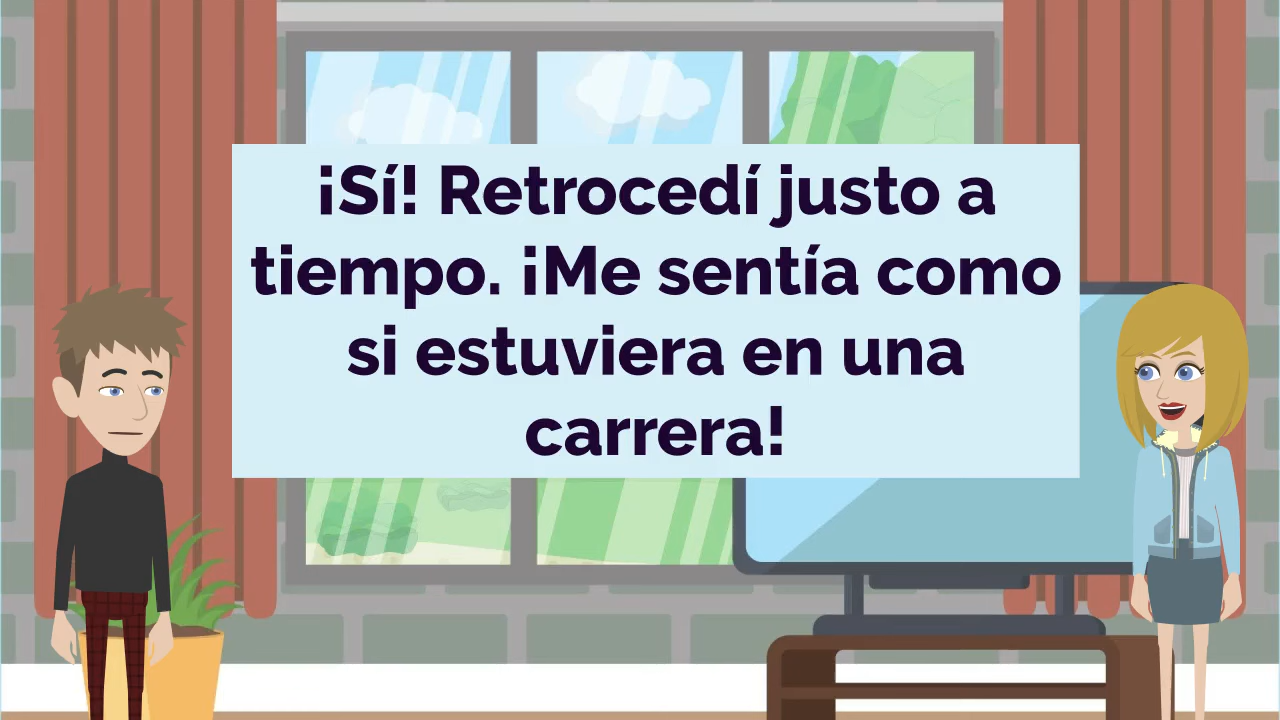 ¡Sí! Retrocedí justo a
tiempo. ¡Me sentía como
si estuviera en una
carrera!